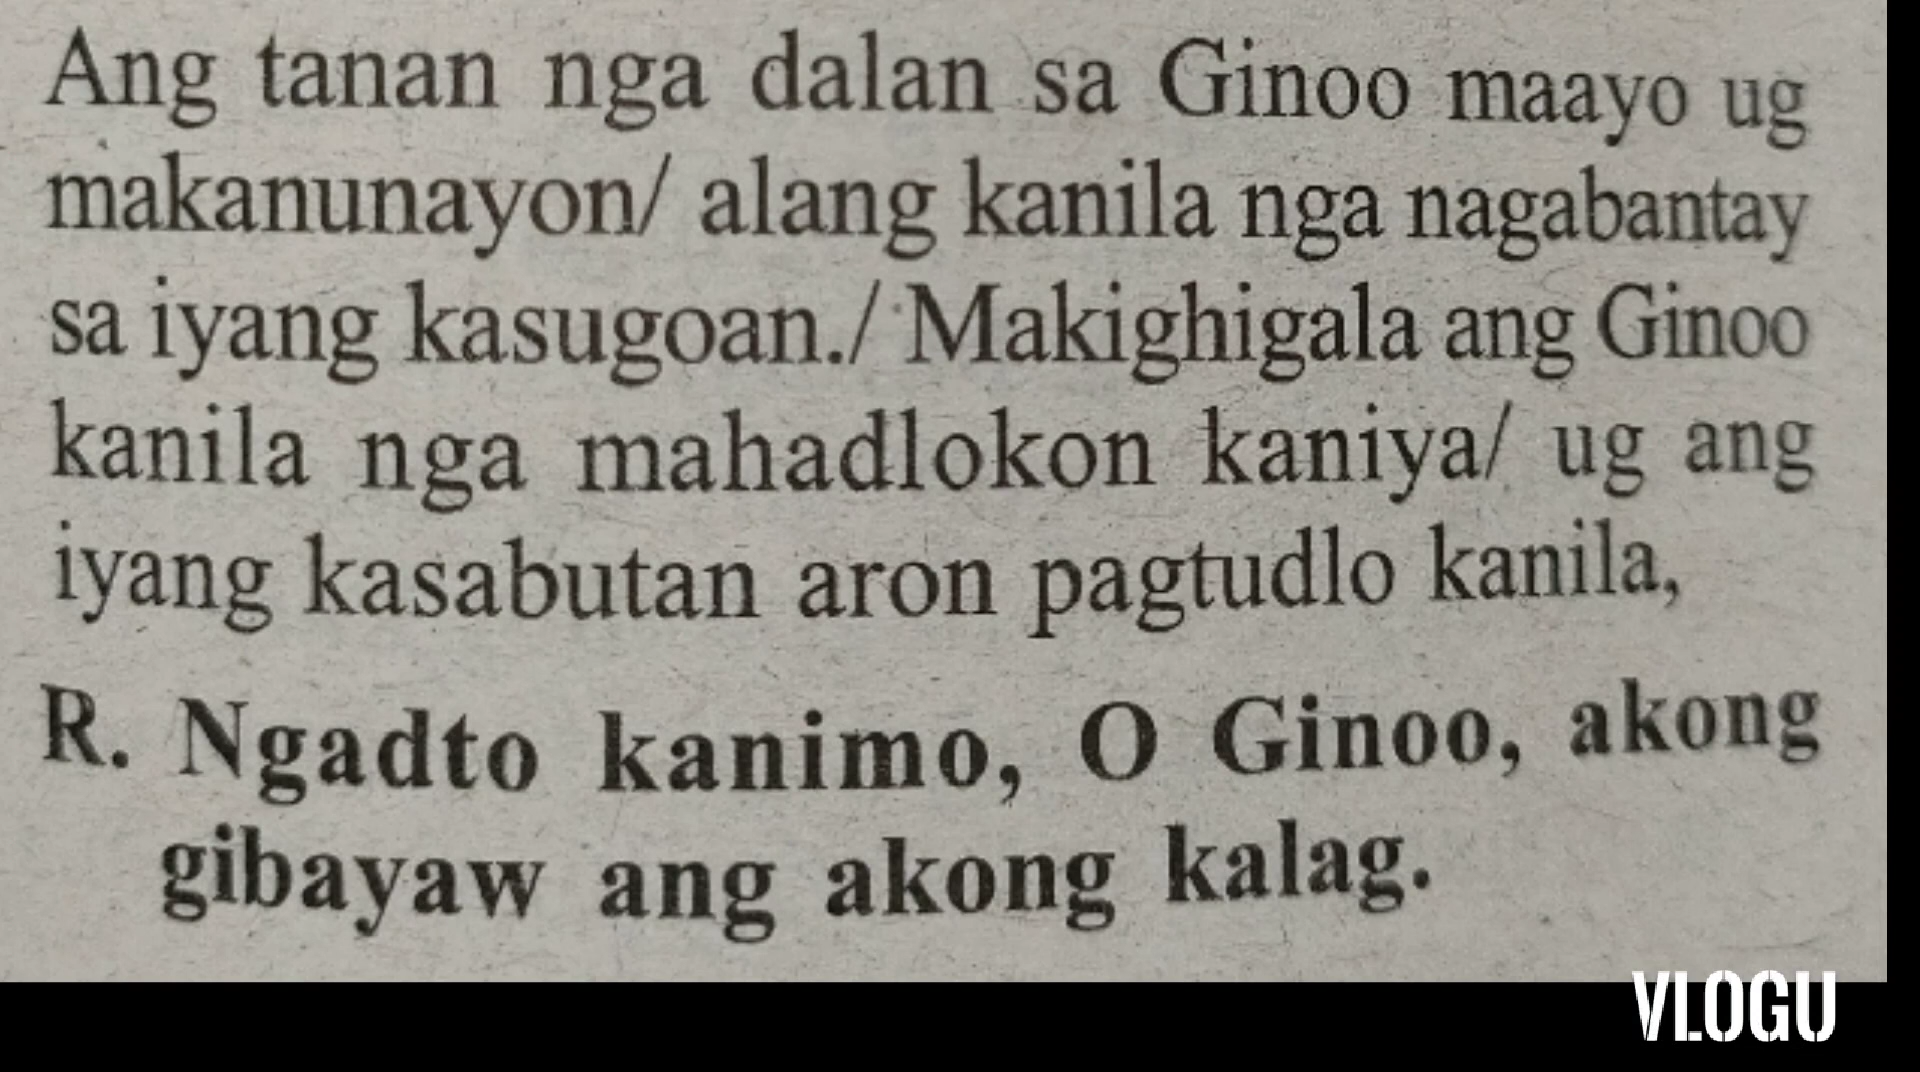 Ang tanan nga dalan sa Ginoo maayo ug
makanunayon/ alang kanila nga nagabantay
sa iyang kasugoan./ Makighigala ang Ginoo
kanila nga mahadlokon kaniya/ ug ang
iyang kasabutan aron pagtudlo kanila,
R. Ngadto kanimo, O Ginoo, akong
gibayaw ang akong kalag.
VLOGU